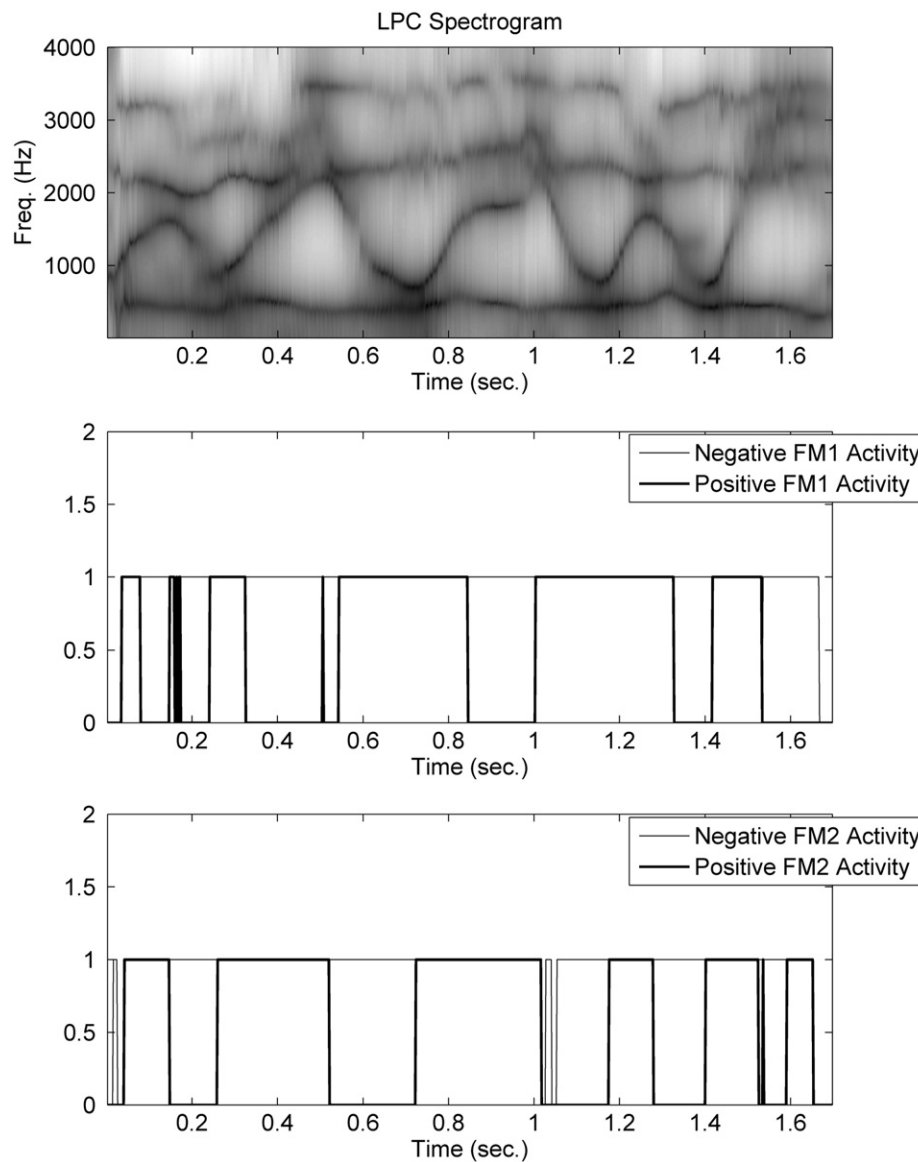 LPC Spectrogram
4000
3000
2000
1000
Freq. (Hz)
0.2 0.4 0.6 0.8 1 1.2 1.4 1.6
Time (sec.)
2
1.5
1
0.5
0
Negative FM1 Activity
Positive FM1 Activity
0.2 0.4 0.6 0.8 1 1.2 1.4 1.6
Time (sec.)
2
1.5
1
0.5
0
Negative FM2 Activity
Positive FM2 Activity
0.2 0.4 0.6 0.8 1 1.2 1.4 1.6
Time (sec.)